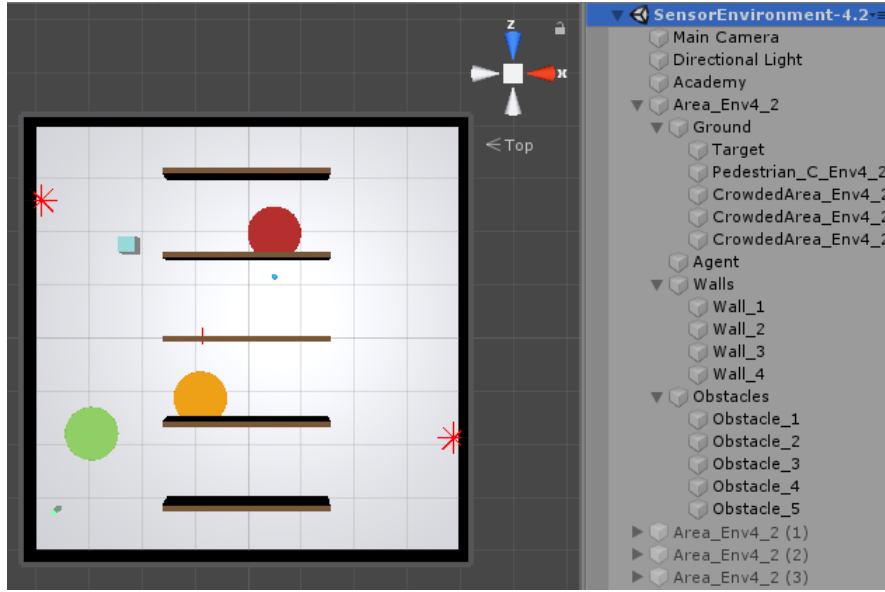 z
x
Top
SensorEnvironment-4.2
Main Camera
Directional Light
Academy
Area_Env4_2
Ground
Target
Pedestrian_C_Env4_2
CrowdedArea_Env4_2
CrowdedArea_Env4_2
CrowdedArea_Env4_2
Agent
Walls
Wall_1
Wall_2
Wall_3
Wall_4
Obstacles
Obstacle_1
Obstacle_2
Obstacle_3
Obstacle_4
Obstacle_5
Area_Env4_2 (1)
Area_Env4_2 (2)
Area_Env4_2 (3)